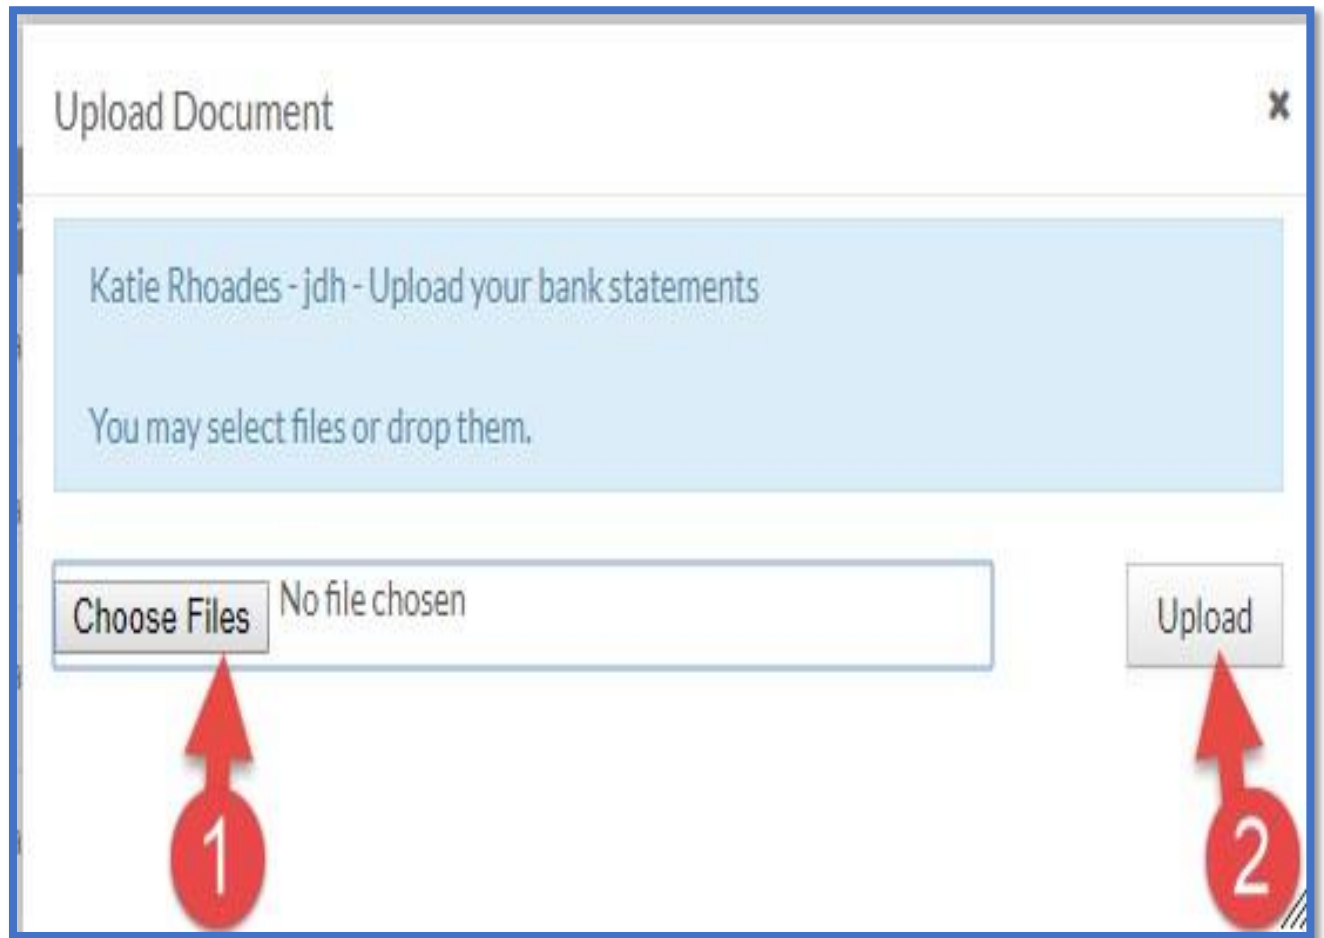 Upload Document
×
Katie Rhoades - jdh - Upload your bank statements
You may select files or drop them.
Choose Files No file chosen
Upload
1
2